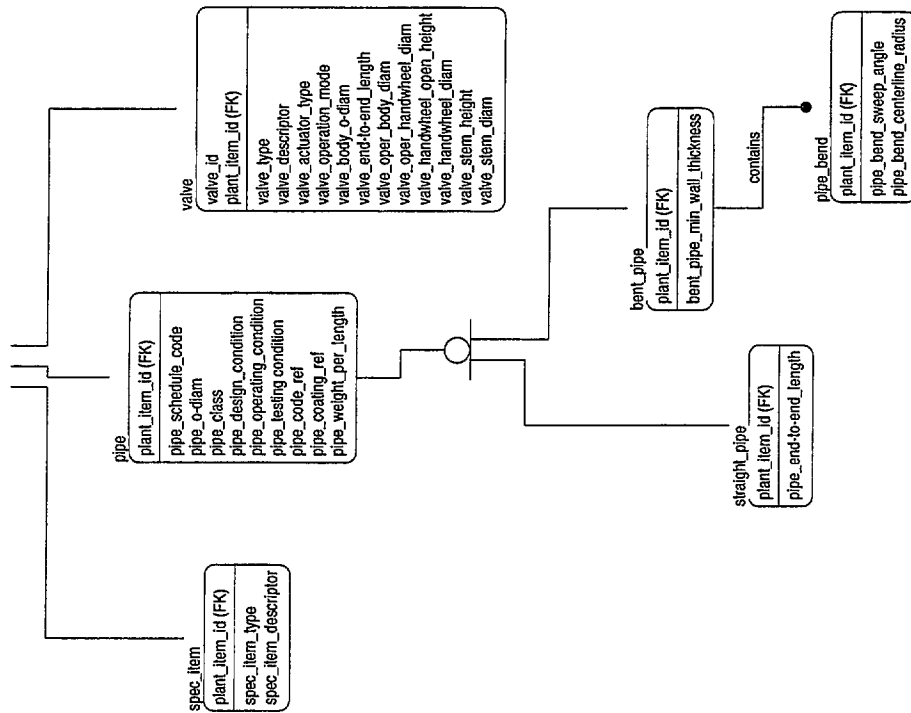 spec_item
plant_item_id (FK)
spec_item_type
spec_item_descriptor
pipe
plant_item_id (FK)
pipe_schedule_code
pipe_o-diam
pipe_class
pipe_design_condition
pipe_operating_condition
pipe_testing condition
pipe_code_ref
pipe_coating_ref
pipe_weight_per_length
valve
valve_id
plant_item_id (FK)
valve_type
valve_descriptor
valve_actuator_type
valve_operation_mode
valve_body_o-diam
valve_end-to-end_length
valve_oper_body_diam
valve_oper_handwheel_diam
valve_handwheel_open_height
valve_handwheel_diam
valve_stem_height
valve_stem_diam
straight_pipe
plant_item_id (FK)
pipe_end-to-end_length
bent_pipe
plant_item_id (FK)
bent_pipe_min_wall_thickness
contains
pipe_bend
plant_item_id (FK)
pipe_bend_sweep_angle
pipe_bend_centerline_radius